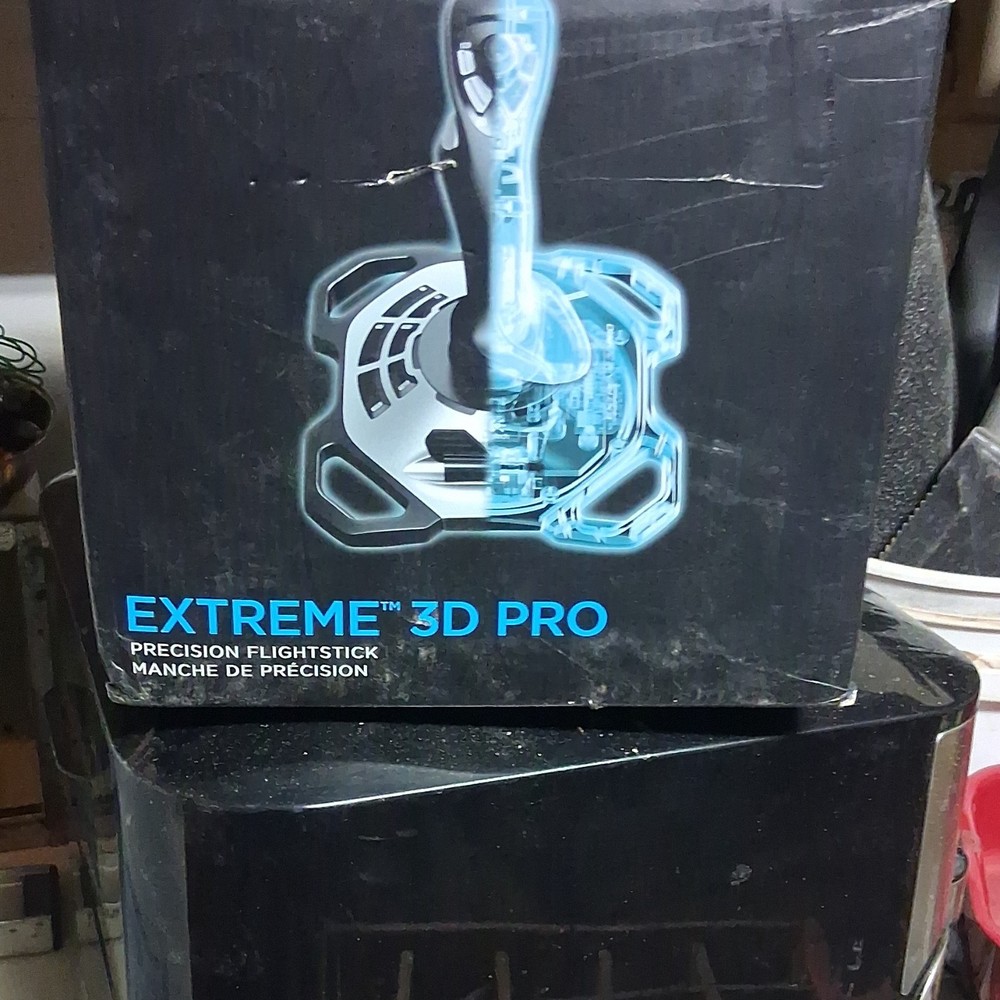 EXTREME™ 3D PRO
PRECISION FLIGHTSTICK
MANCHE DE PRÉCISION